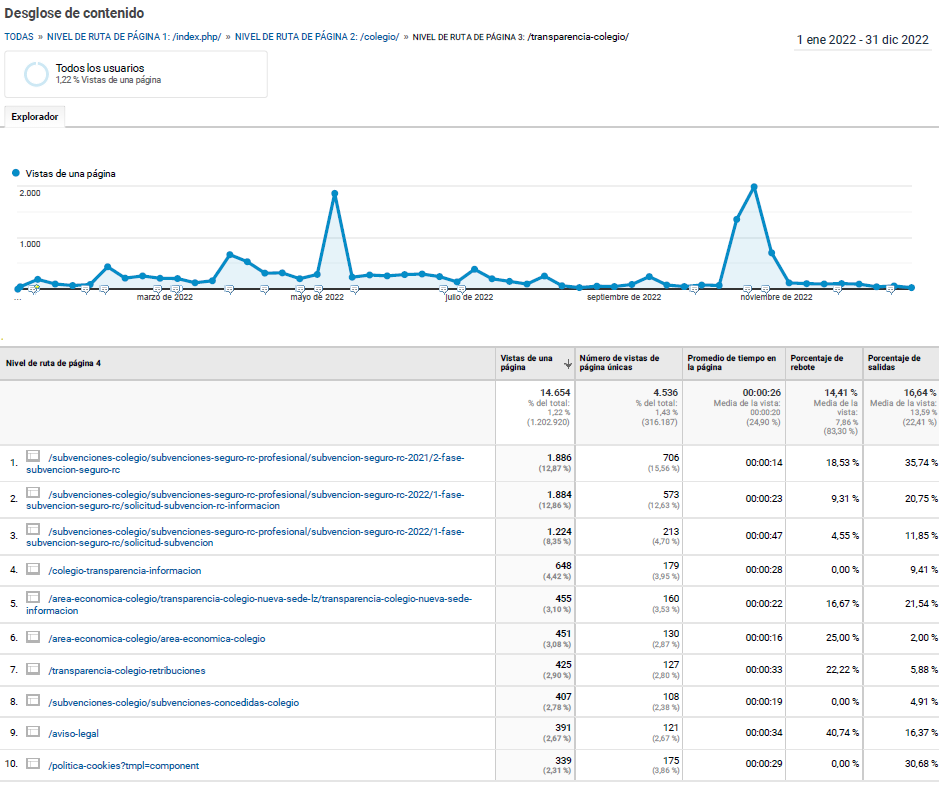 Desglose de contenido
TODAS » NIVEL DE RUTA DE PÁGINA 1: /index.php/ » NIVEL DE RUTA DE PÁGINA 2: /colegio/ » NIVEL DE RUTA DE PÁGINA 3: /transparencia-colegio/
1 ene 2022 - 31 dic 2022
Todos los usuarios
1,22 % Vistas de una página
Explorador
Vistas de una página
2.000
1.000
... marzo de 2022 mayo de 2022 julio de 2022 septiembre de 2022 noviembre de 2022
Nivel de ruta de página 4
Vistas de una página
Número de vistas de página únicas
Promedio de tiempo en la página
Porcentaje de rebote
Porcentaje de salidas
14.654
% del total:
1,22 %
(1.202.920)
4.536
% del total:
1,43 %
(316.187)
00:00:26
Media de la vista:
00:00:20
(24,90 %)
14,41 %
Media de la
vista:
7,86 %
(83,30 %)
16,64 %
Media de la vista:
13,59 %
(22,41 %)
1. /subvenciones-colegio/subvenciones-seguro-rc-profesional/subvencion-seguro-rc-2021/2-fase-
subvencion-seguro-rc
1.886
(12,87 %)
706
(15,56 %)
00:00:14
18,53 %
35,74 %
2. /subvenciones-colegio/subvenciones-seguro-rc-profesional/subvencion-seguro-rc-2022/1-fase-
subvencion-seguro-rc/solicitud-subvencion-rc-informacion
1.884
(12,86 %)
573
(12,63 %)
00:00:23
9,31 %
20,75 %
3. /subvenciones-colegio/subvenciones-seguro-rc-profesional/subvencion-seguro-rc-2022/1-fase-
subvencion-seguro-rc/solicitud-subvencion
1.224
(8,35 %)
213
(4,70 %)
00:00:47
4,55 %
11,85 %
4. /colegio-transparencia-informacion
648
(4,42 %)
179
(3,95 %)
00:00:28
0,00 %
9,41 %
5. /area-economica-colegio/transparencia-colegio-nueva-sede-lz/transparencia-colegio-nueva-sede-
informacion
455
(3,10 %)
160
(3,53 %)
00:00:22
16,67 %
21,54 %
6. /area-economica-colegio/area-economica-colegio
451
(3,08 %)
130
(2,87 %)
00:00:16
25,00 %
2,00 %
7. /transparencia-colegio-retribuciones
425
(2,90 %)
127
(2,80 %)
00:00:33
22,22 %
5,88 %
8. /subvenciones-colegio/subvenciones-concedidas-colegio
407
(2,78 %)
108
(2,38 %)
00:00:19
0,00 %
4,91 %
9. /aviso-legal
391
(2,67 %)
121
(2,67 %)
00:00:34
40,74 %
16,37 %
10. /politica-cookies?tmpl=component
339
(2,31 %)
175
(3,86 %)
00:00:29
0,00 %
30,68 %